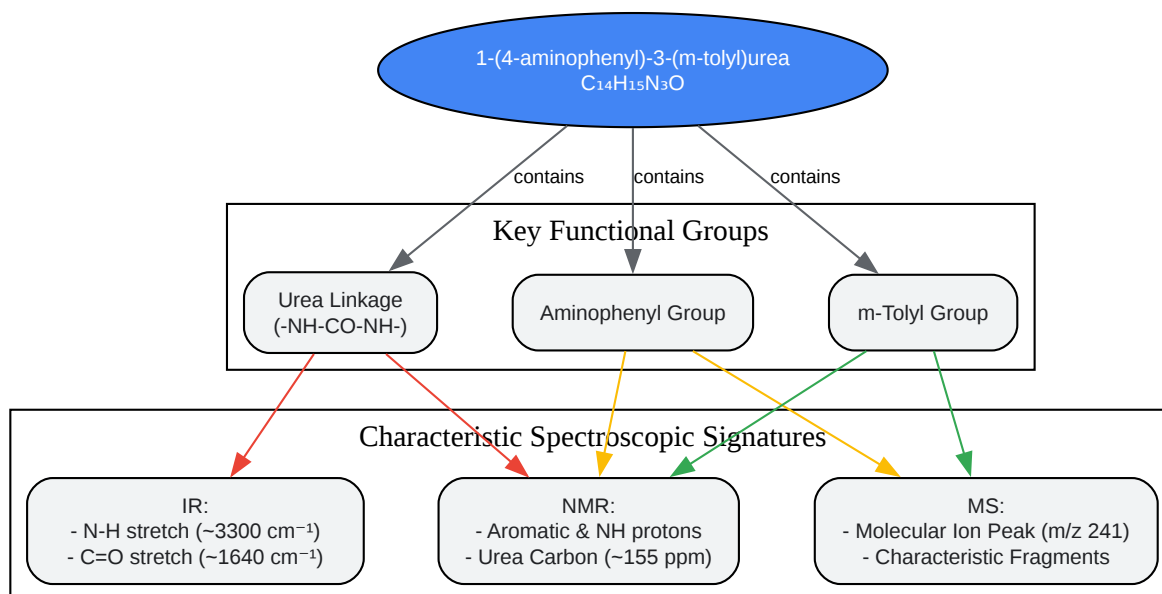 1-(4-aminophenyl)-3-(m-tolyl)urea
C₁₄H₁₅N₃O
contains
contains
contains
Key Functional Groups
Urea Linkage
(-NH-CO-NH-)
Aminophenyl Group
m-Tolyl Group
Characteristic Spectroscopic Signatures
IR:
- N-H stretch (~3300 cm⁻¹)
- C=O stretch (~1640 cm⁻¹)
NMR:
- Aromatic & NH protons
- Urea Carbon (~155 ppm)
MS:
- Molecular Ion Peak (m/z 241)
- Characteristic Fragments